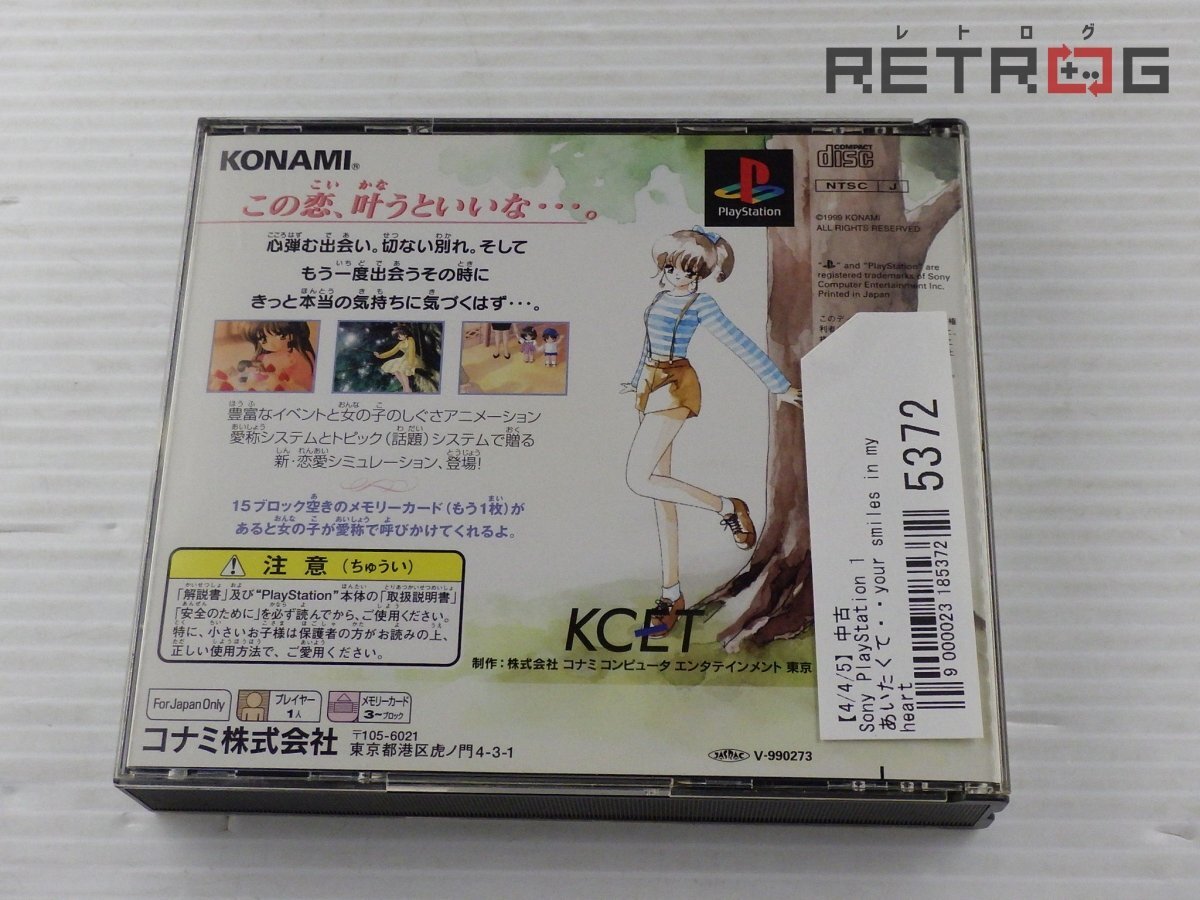 レトログ
RETROG
KONAMI®
この恋、叶うといいな・・・。
心弾む出会い。切ない別れ。そして
もう一度出会うその時に
きっと本当の気持ちに気づくはず・・・。
豊富なイベントと女の子のしぐさアニメーション
愛称システムとトピック(話題)システムで贈る
新・恋愛シミュレーション、登場!
15ブロック空きのメモリーカード(もう1枚)が
あると女の子が愛称で呼びかけてくれるよ。
注意(ちゅうい)
「解説書」及び"PlayStation"本体の「取扱説明書」
「安全のために」を必ず読んでから、ご使用ください。
特に、小さいお子様は保護者の方がお読みの上、
正しい使用方法で、ご愛用ください。
For Japan Only
プレイヤー
1人
メモリーカード
3~ブロック
コナミ株式会社
〒105-6021
東京都港区虎ノ門4-3-1
PlayStation
COMPACT
disc
NTSC J
©1999 KONAMI
ALL RIGHTS RESERVED
"PS" and "PlayStation" are
registered trademarks of Sony
Computer Entertainment Inc.
Printed in Japan
KCET
制作:株式会社 コナミ コンピュータ エンタテインメント 東京
JASRAC V-990273
【4/4/5】中古
Sony PlayStation 1
あいたくて・・your smiles in my
heart
5372
9 000023 185372